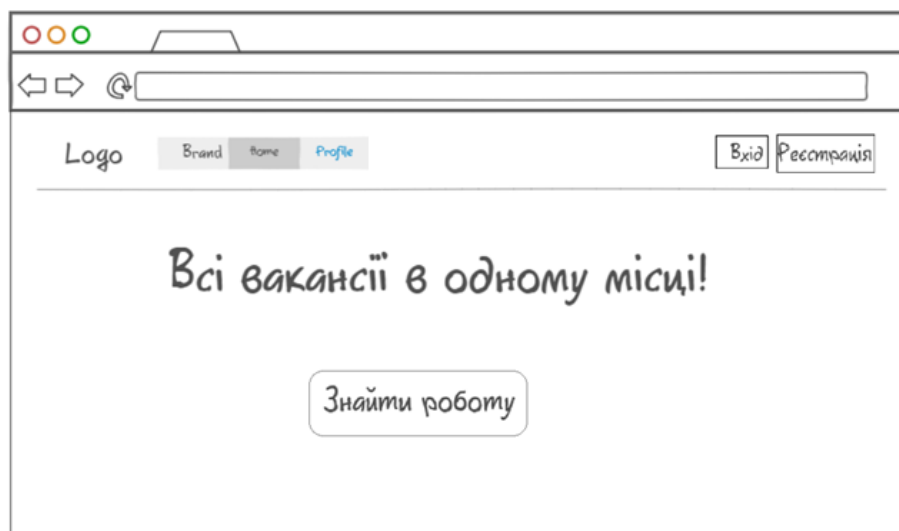 Logo Brand Home Profile Вхід Реєстрація
Всі вакансії в одному місці!
Знайти роботу